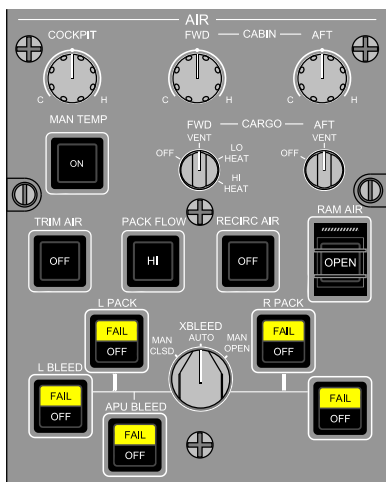 AIR
COCKPIT
FWD CABIN AFT
C H C H C H
MAN TEMP
ON
FWD CARGO AFT
VENT VENT
OFF LO HEAT OFF
HI HEAT
TRIM AIR PACK FLOW RECIRC AIR RAM AIR
OFF HI OFF OPEN
L PACK R PACK
FAIL FAIL
OFF OFF
XBLEED
AUTO
MAN CLSD MAN OPEN
L BLEED
FAIL FAIL
OFF OFF
APU BLEED
FAIL
OFF